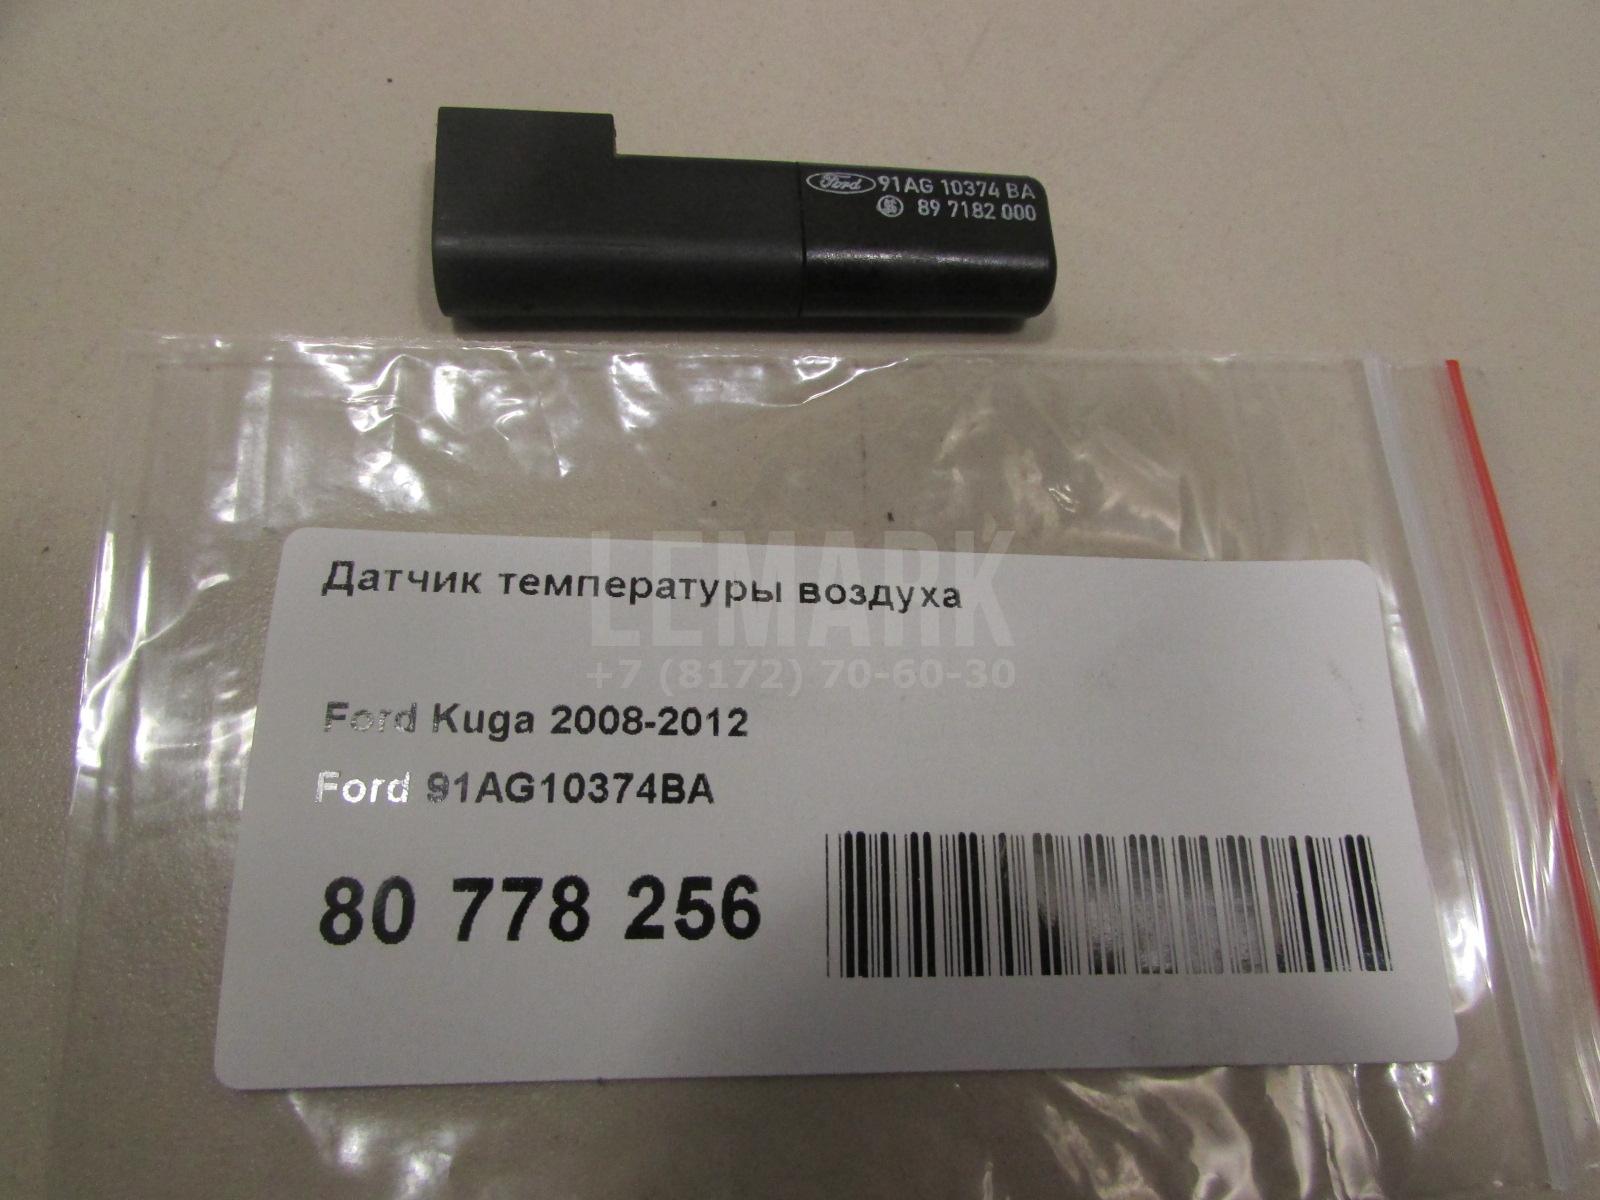 Ford 91AG 10374 BA
89 7182 000
LEMARK
+7 (8172) 70-60-30
Датчик температуры воздуха
Ford Kuga 2008-2012
Ford 91AG10374BA
80 778 256